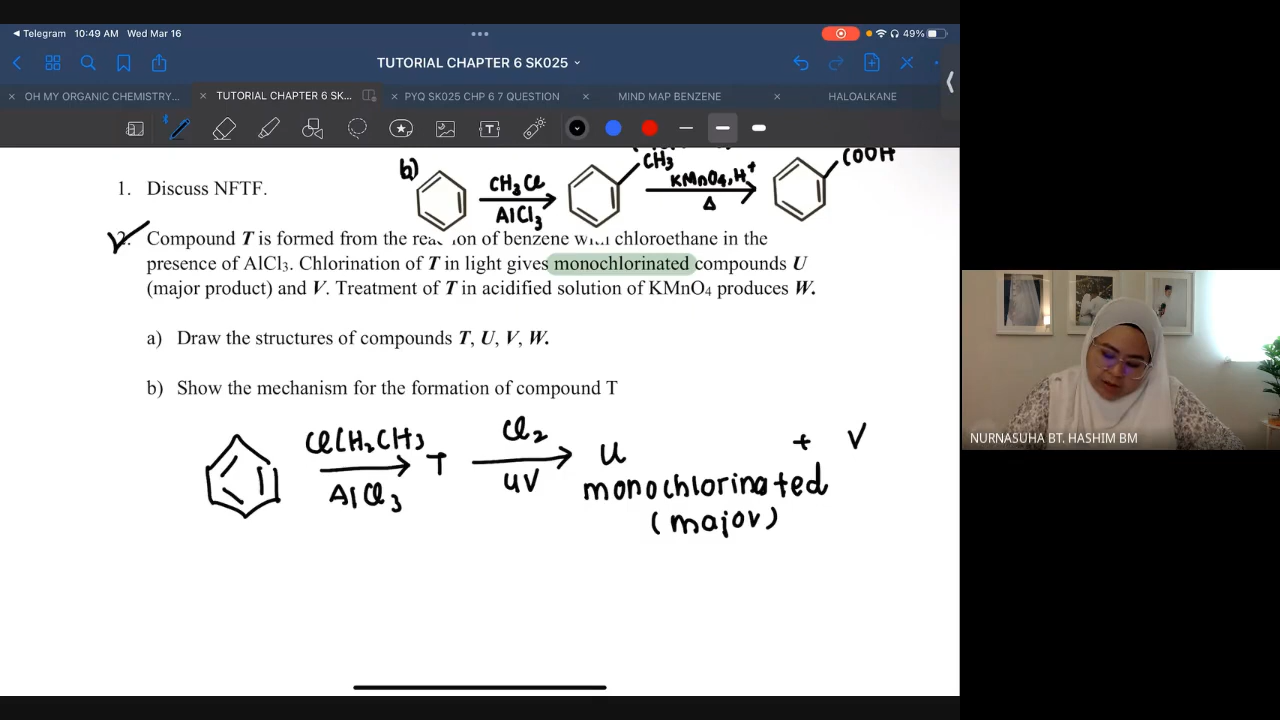 Telegram 10:49 AM Wed Mar 16 49%
TUTORIAL CHAPTER 6 SK025
OH MY ORGANIC CHEMISTRY... TUTORIAL CHAPTER 6 SK... PYQ SK025 CHP 6 7 QUESTION MIND MAP BENZENE HALOALKANE
b) CH3Cl AlCl3 CH3 KMnO4, H+ Δ COOH
1. Discuss NFTF.
2. Compound T is formed from the reaction of benzene with chloroethane in the
presence of AlCl3. Chlorination of T in light gives monochlorinated compounds U
(major product) and V. Treatment of T in acidified solution of KMnO4 produces W.
a) Draw the structures of compounds T, U, V, W.
b) Show the mechanism for the formation of compound T
ClCH2CH3 AlCl3 T Cl2 UV U + V
monochlorinated
(major)
NURNASUHA BT. HASHIM BM